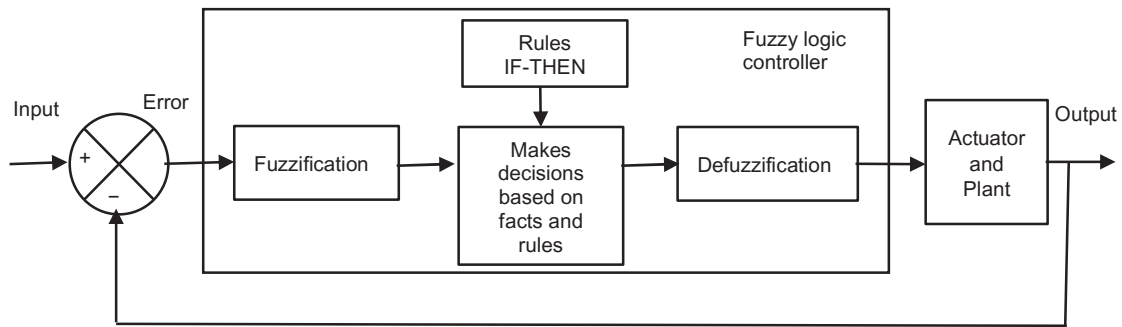 Input
+
−
Error
Rules
IF-THEN
Fuzzy logic
controller
Fuzzification
Makes
decisions
based on
facts and
rules
Defuzzification
Actuator
and
Plant
Output